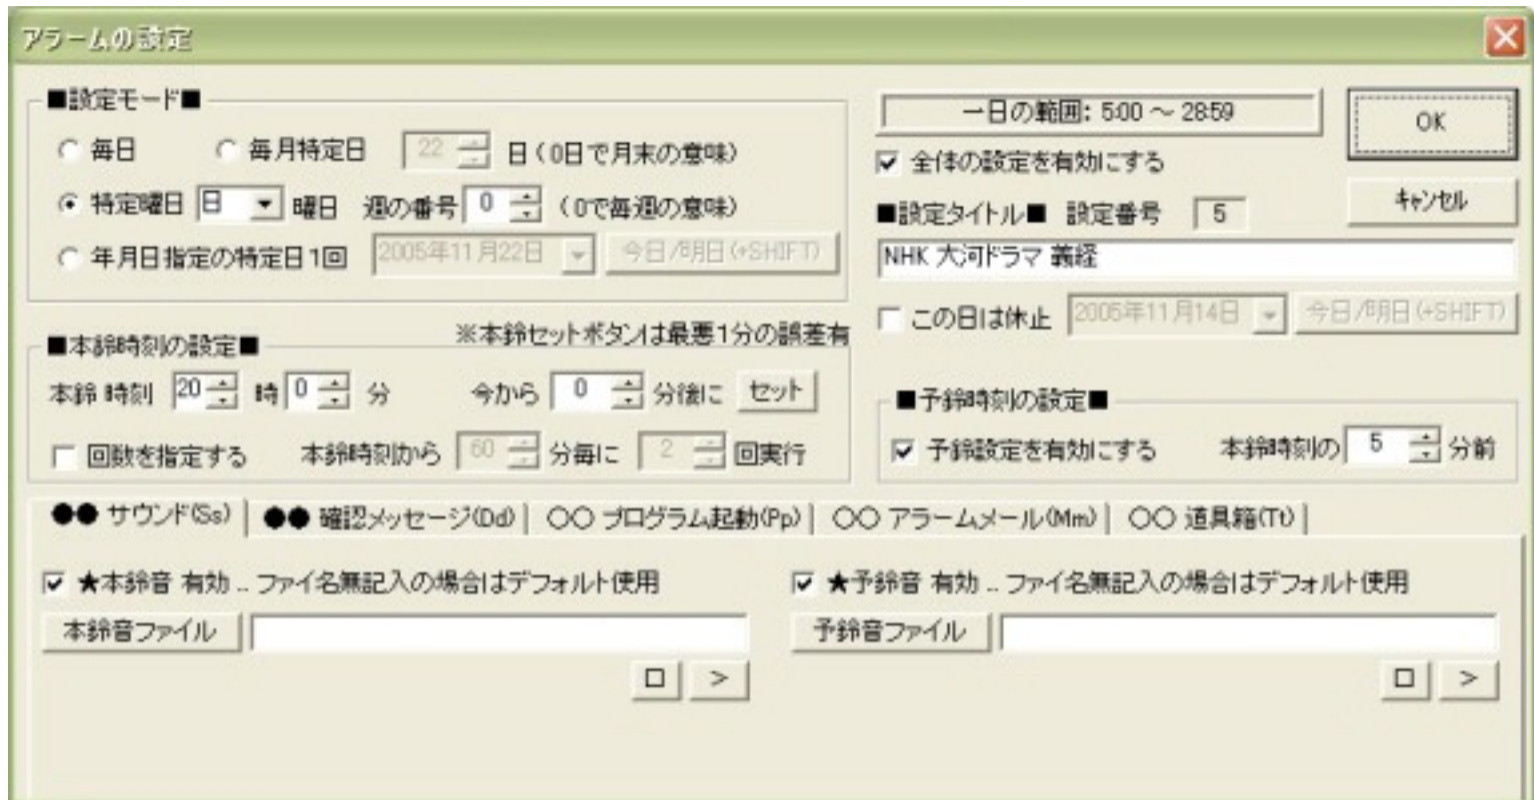 アラームの設定
■設定モード■
毎日 毎月特定日 22 日(0日で月末の意味)
特定曜日 日 曜日 週の番号 0 (0で毎週の意味)
年月日指定の特定日1回 2005年11月22日 今日/明日(+SHIFT)
一日の範囲: 5:00 ～ 28:59
OK
全体の設定を有効にする
キャンセル
■設定タイトル■ 設定番号 5
NHK 大河ドラマ 義経
この日は休止 2005年11月14日 今日/明日(+SHIFT)
■本鈴時刻の設定■ ※本鈴セットボタンは最悪1分の誤差有
本鈴 時刻 20 時 0 分 今から 0 分後に セット
回数を指定する 本鈴時刻から 60 分毎に 2 回実行
■予鈴時刻の設定■
予鈴設定を有効にする 本鈴時刻の 5 分前
●● サウンド(Ss) ●● 確認メッセージ(Dd) ○○ プログラム起動(Pp) ○○ アラームメール(Mm) ○○ 道具箱(Tt)
★本鈴音 有効 .. ファイ名無記入の場合はデフォルト使用
本鈴音ファイル
□ >
★予鈴音 有効 .. ファイ名無記入の場合はデフォルト使用
予鈴音ファイル
□ >